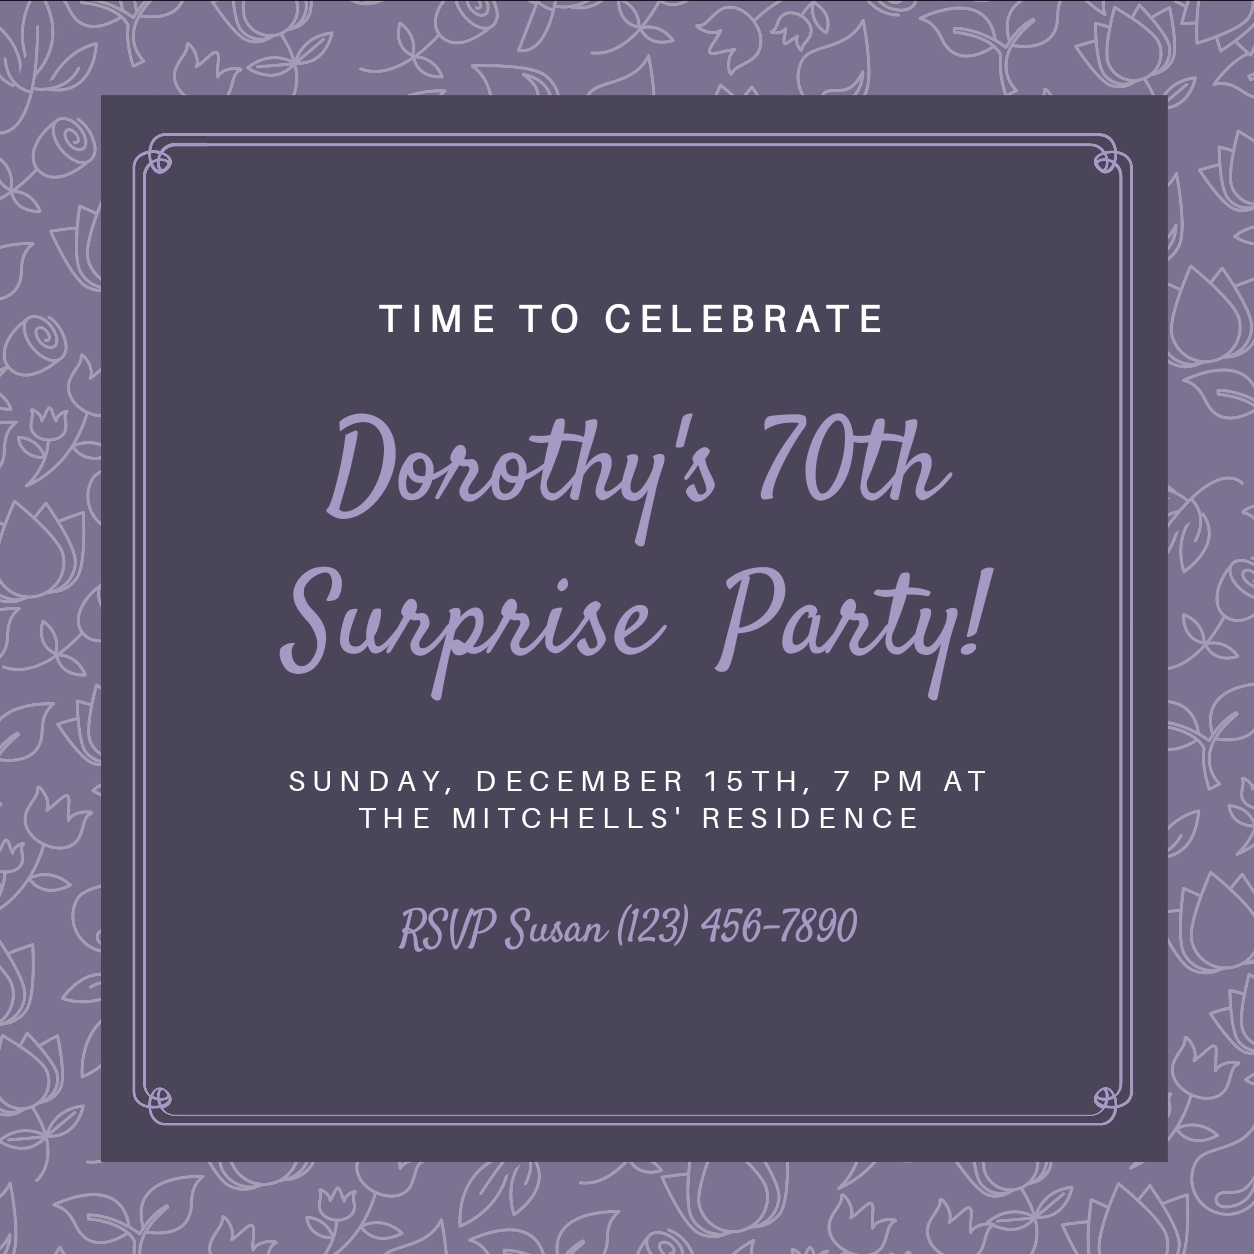 TIME TO CELEBRATE
Dorothy's 70th
Surprise Party!
SUNDAY, DECEMBER 15TH, 7 PM AT
THE MITCHELLS' RESIDENCE
RSVP Susan (123) 456-7890